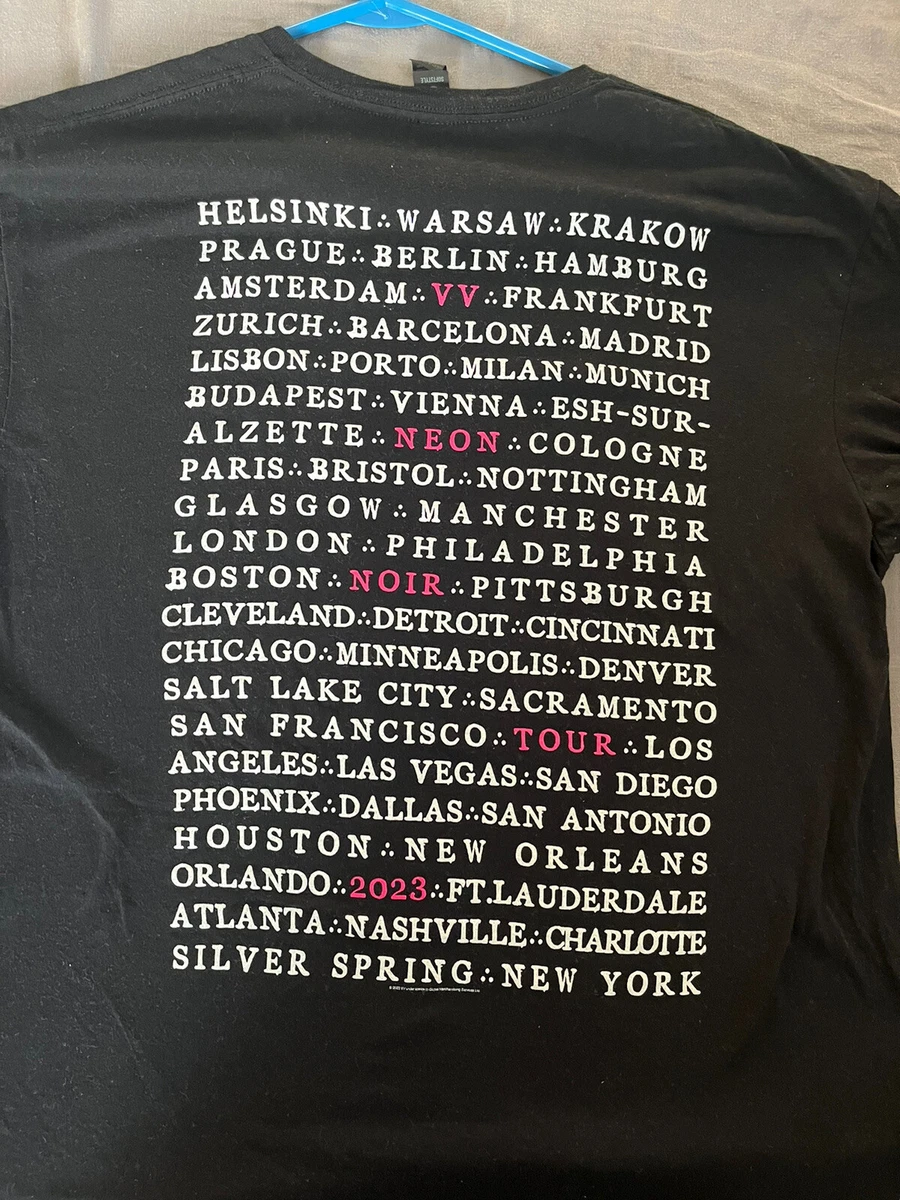 SOFTSTYLE
HELSINKI∴WARSAW∴KRAKOW
PRAGUE∴BERLIN∴HAMBURG
AMSTERDAM∴VV∴FRANKFURT
ZURICH∴BARCELONA∴MADRID
LISBON∴PORTO∴MILAN∴MUNICH
BUDAPEST∴VIENNA∴ESH-SUR-
ALZETTE∴NEON∴COLOGNE
PARIS∴BRISTOL∴NOTTINGHAM
GLASGOW∴MANCHESTER
LONDON∴PHILADELPHIA
BOSTON∴NOIR∴PITTSBURGH
CLEVELAND∴DETROIT∴CINCINNATI
CHICAGO∴MINNEAPOLIS∴DENVER
SALT LAKE CITY∴SACRAMENTO
SAN FRANCISCO∴TOUR∴LOS
ANGELES∴LAS VEGAS∴SAN DIEGO
PHOENIX∴DALLAS∴SAN ANTONIO
HOUSTON∴NEW ORLEANS
ORLANDO∴2023∴FT.LAUDERDALE
ATLANTA∴NASHVILLE∴CHARLOTTE
SILVER SPRING∴NEW YORK